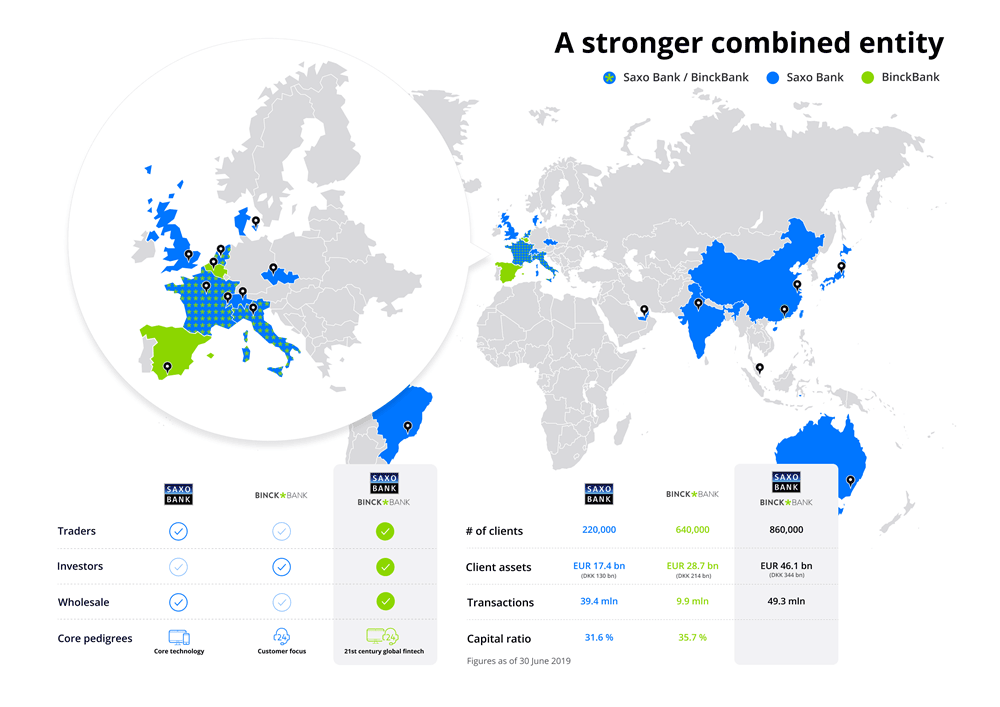 A stronger combined entity
Saxo Bank / BinckBank Saxo Bank BinckBank
SAXO BANK BINCK BANK SAXO BANK BINCK BANK
Traders
Investors
Wholesale
Core pedigrees 24 24
Core technology Customer focus 21st century global fintech
SAXO BANK BINCK BANK SAXO BANK BINCK BANK
# of clients 220,000 640,000 860,000
Client assets EUR 17.4 bn EUR 28.7 bn EUR 46.1 bn
(DKK 130 bn) (DKK 214 bn) (DKK 344 bn)
Transactions 39.4 mln 9.9 mln 49.3 mln
Capital ratio 31.6 % 35.7 %
Figures as of 30 June 2019